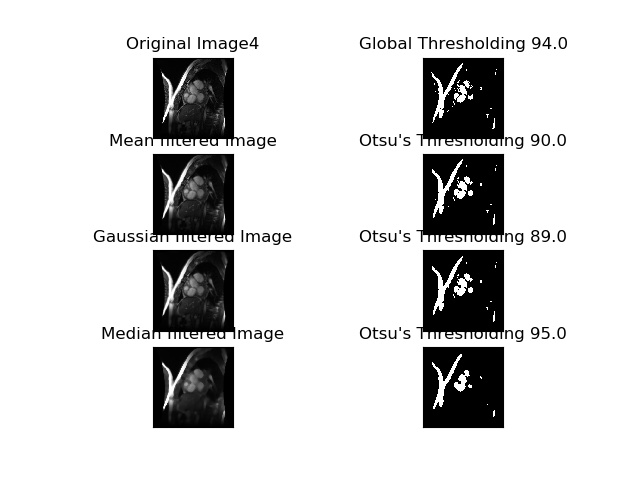 Original Image4
Global Thresholding 94.0
Mean filtered Image
Otsu's Thresholding 90.0
Gaussian filtered Image
Otsu's Thresholding 89.0
Median filtered Image
Otsu's Thresholding 95.0